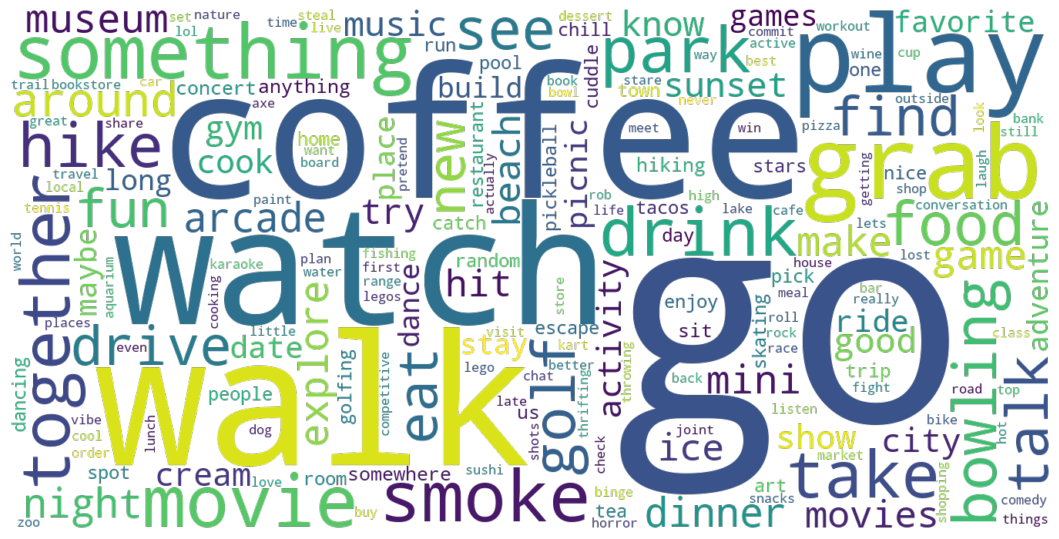 museum
set
nature
lol
something
music
time
steal
live
run
see
chill
cuddle
park
know
games
commit
active
way
best
workout
wine
cup
favorite
one
play
trail
bookstore
car
concert
anything
pool
build
book
bowl
stare
town
sunset
never
pizza
outside
find
look
bank
still
around
great
axe
share
hike
gym
cook
home
want
board
coffee
place
pretend
new
restaurant
actually
beach
pickleball
picnic
meet
win
hiking
stars
grab
laugh
nice
shop
getting
travel
local
long
tennis
fun
paint
arcade
try
catch
rob
life
high
tacos
lake
cafe
lets
conversation
food
together
world
maybe
aquarium
karaoke
plan
water
watch
fishing
first
range
legos
dance
hit
random
drink
day
make
house
pick
lost
game
adventure
explore
cooking
store
activity
go
enjoy
sit
skating
meal
bar
really
ride
good
places
even
drive
little
date
visit
escape
stay
kart
better
roll
rock
race
trip
fight
class
bowling
dancing
vibe
cool
order
lunch
walk
people
golfing
competitive
eat
lego
chat
late
us
shots
golf
thrifting
throwing
back
mini
listen
bike
road
top
hot
talk
dog
joint
ice
check
show
market
city
shopping
spot
cream
love
room
somewhere
sushi
smoke
binge
horror
tea
art
snacks
take
comedy
things
zoo
night
movie
buy
dinner
movies